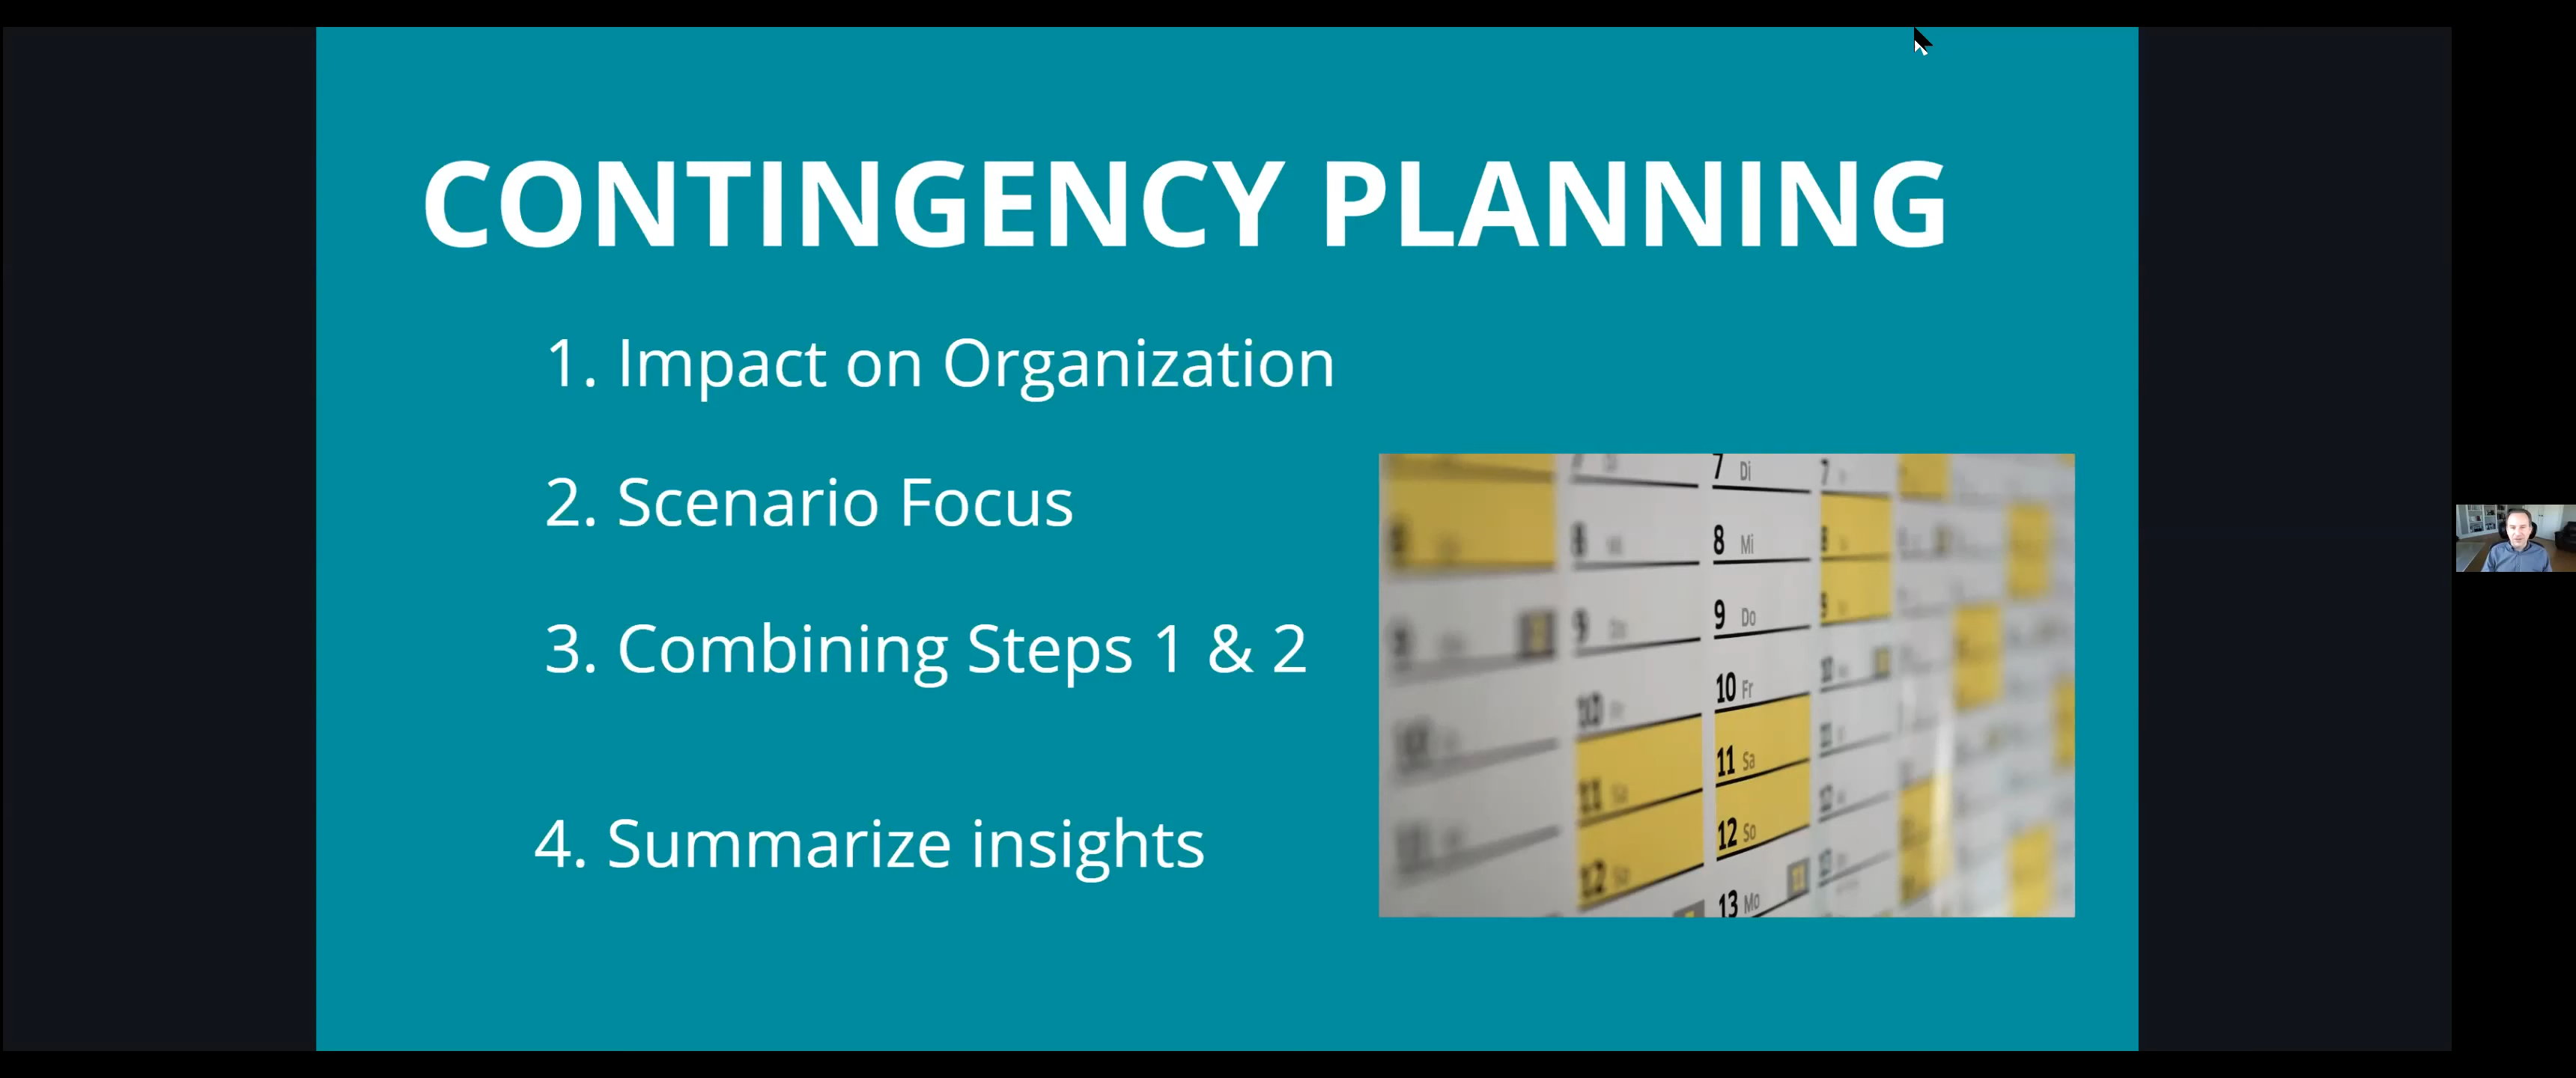 CONTINGENCY PLANNING
1. Impact on Organization
2. Scenario Focus
3. Combining Steps 1 & 2
4. Summarize insights
7 Di
8 Mi
9 Do
10 Fr
11 Sa
12 So
13 Mo